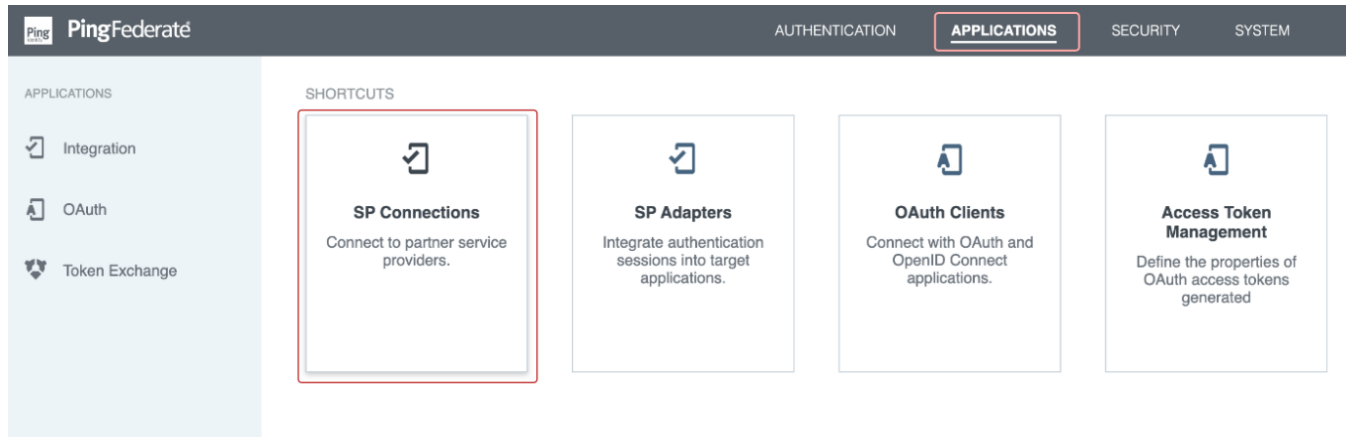 Ping
PingFederate
AUTHENTICATION
APPLICATIONS
SECURITY
SYSTEM
APPLICATIONS
Integration
OAuth
Token Exchange
SHORTCUTS
SP Connections
Connect to partner service
providers.
SP Adapters
Integrate authentication
sessions into target
applications.
OAuth Clients
Connect with OAuth and
OpenID Connect
applications.
Access Token
Management
Define the properties of
OAuth access tokens
generated